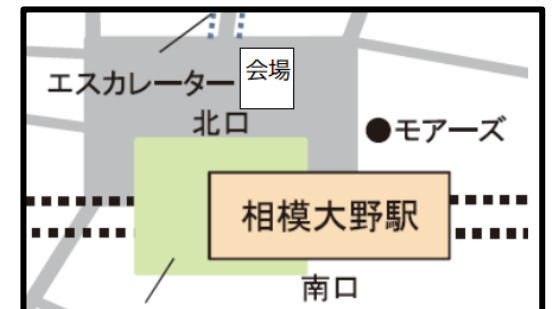 会場
エスカレーター
北口
●モアーズ
相模大野駅
南口